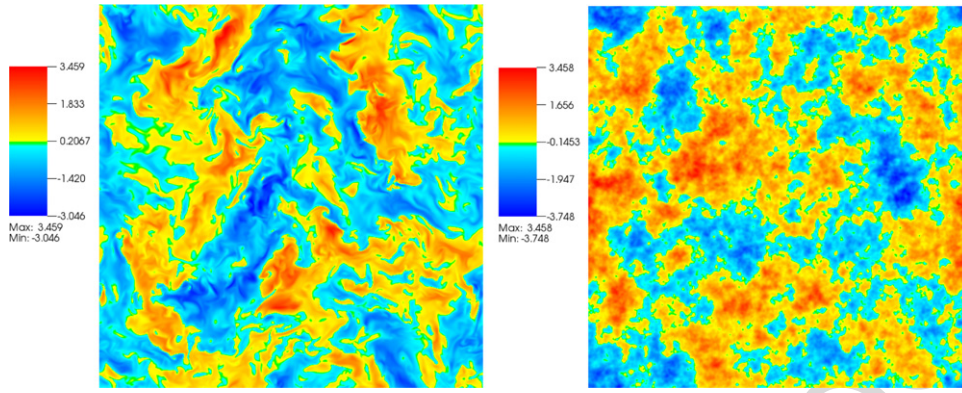 3.459
1.833
0.2067
-1.420
-3.046
Max: 3.459
Min: -3.046
3.458
1.656
-0.1453
-1.947
-3.748
Max: 3.458
Min: -3.748